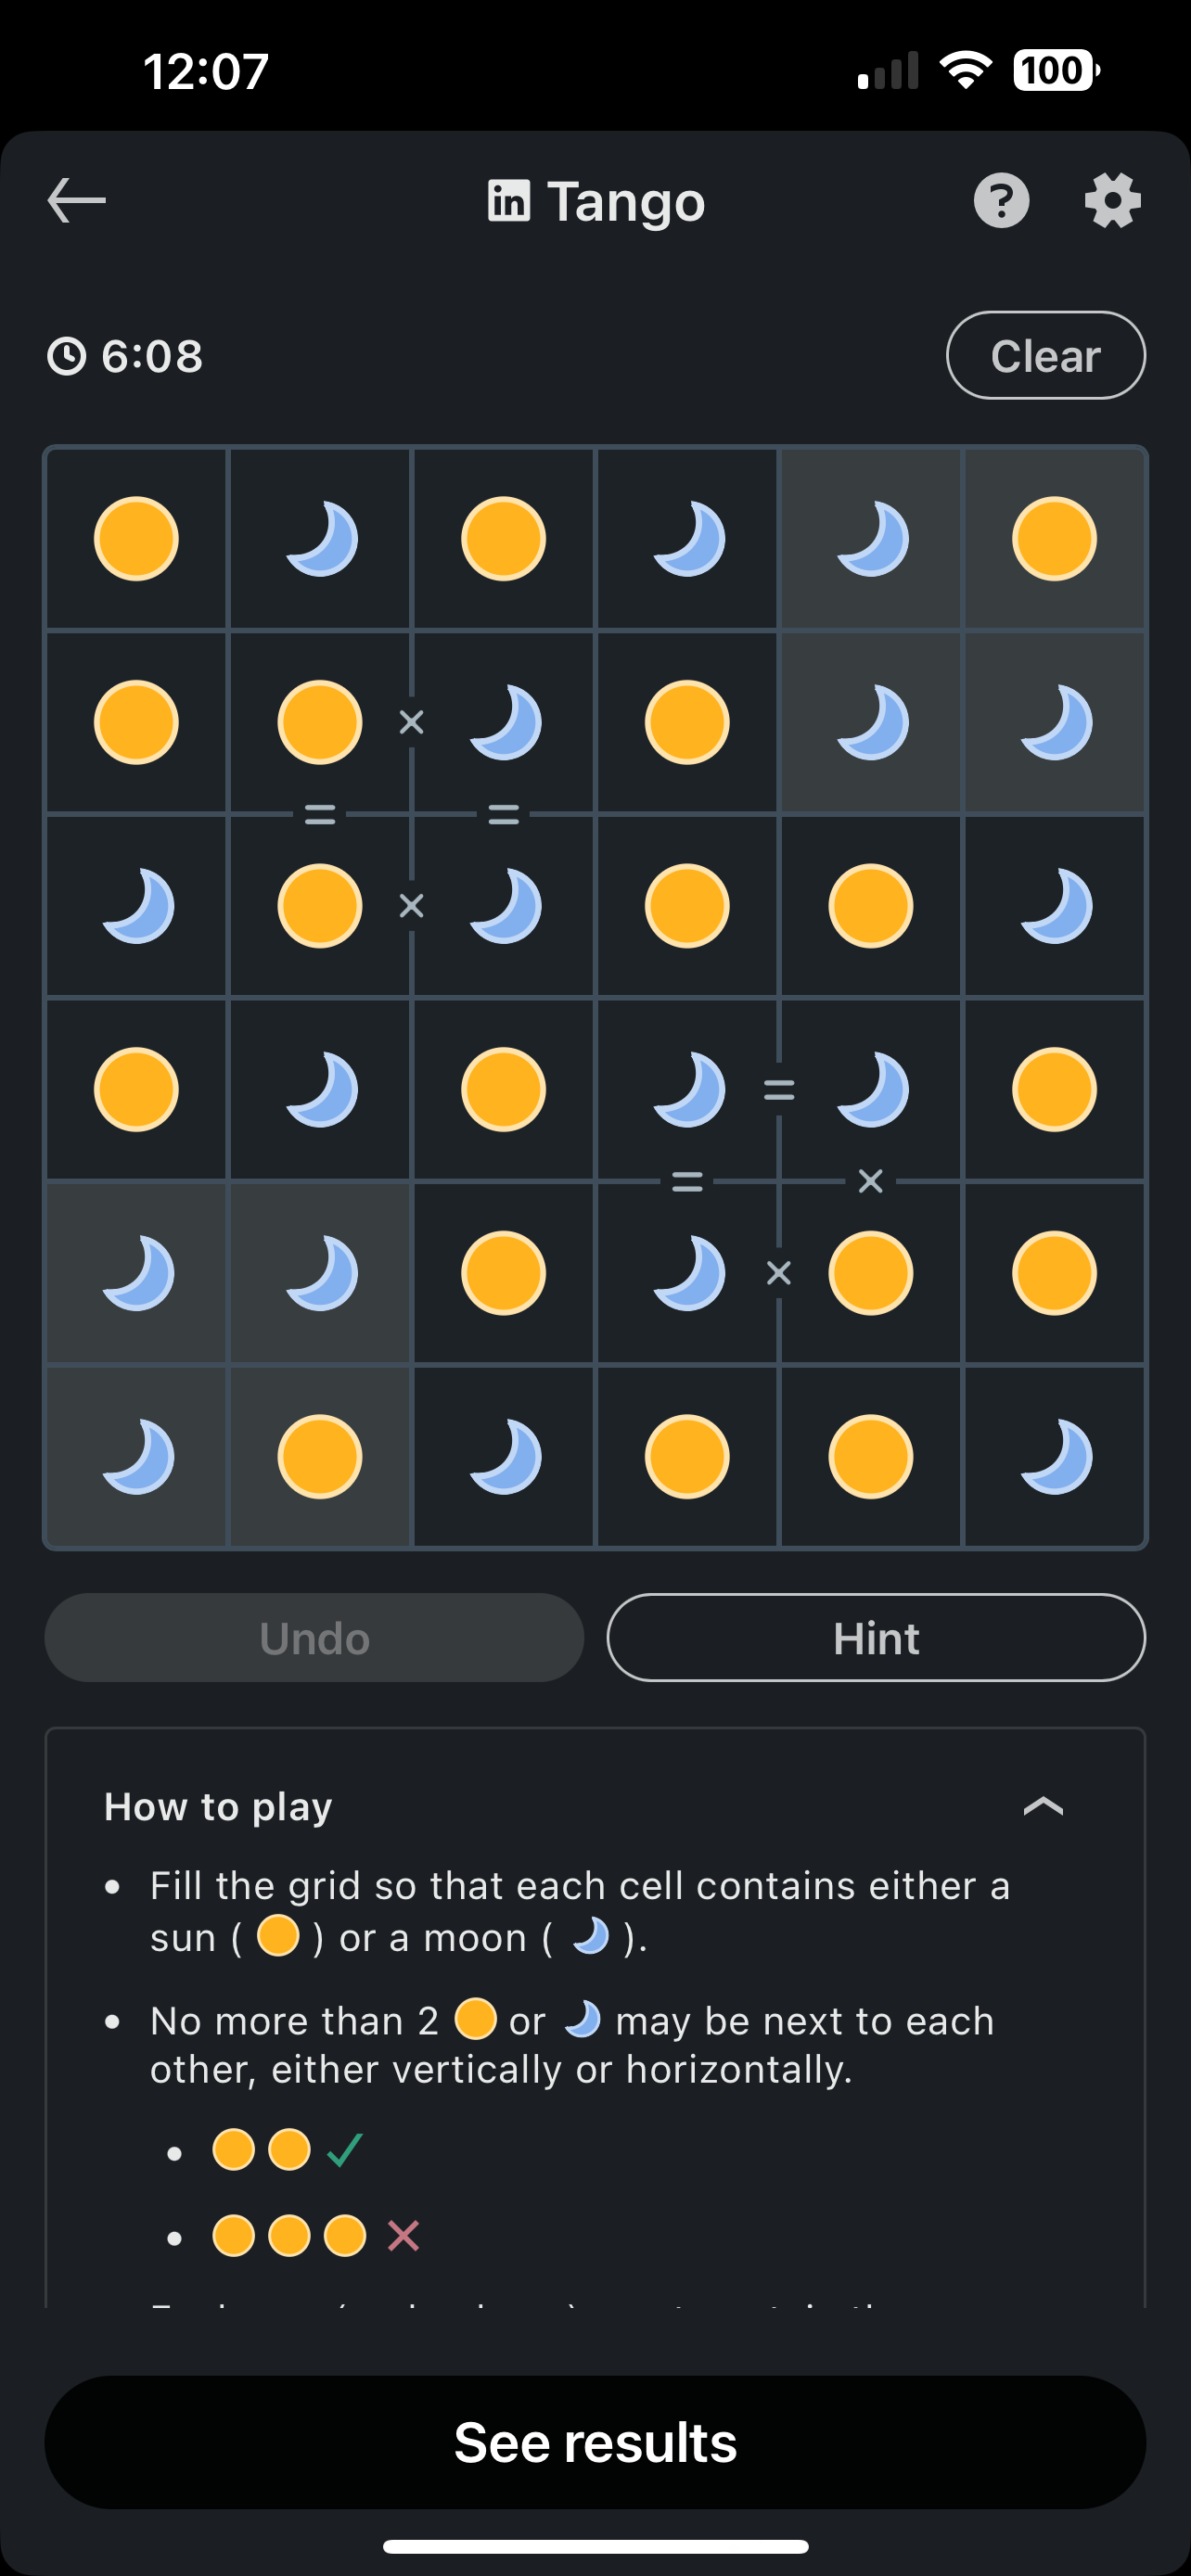 12:07
100
in Tango
?
6:08
Clear
×
= =
×
=
= ×
×
Undo
Hint
How to play
• Fill the grid so that each cell contains either a
sun ( ) or a moon ( ).
• No more than 2 or may be next to each
other, either vertically or horizontally.
See results